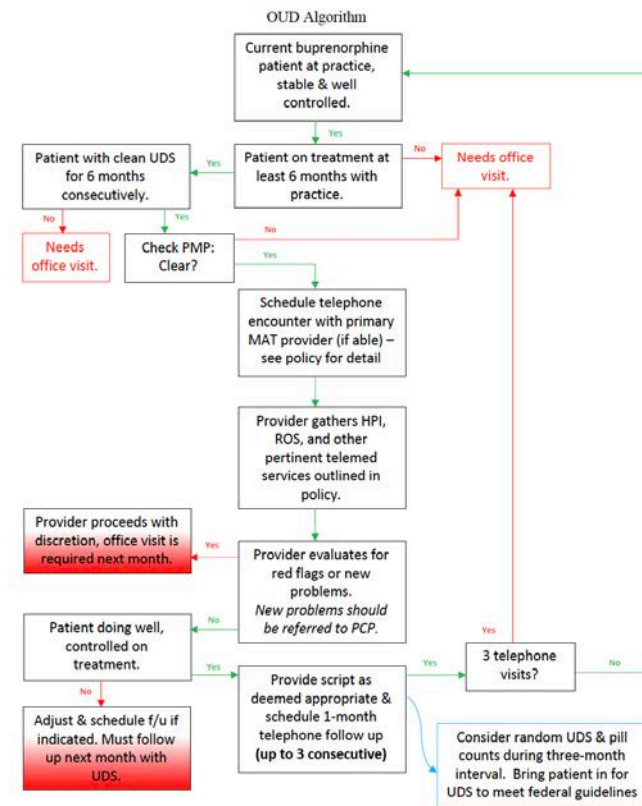 OUD Algorithm
Current buprenorphine
patient at practice,
stable & well
controlled.
Yes
Patient with clean UDS
for 6 months
consecutively.
Yes
Patient on treatment at
least 6 months with
practice.
No
Needs office
visit.
No
Needs
office visit.
Yes
Check PMP:
Clear?
No
Yes
Schedule telephone
encounter with primary
MAT provider (if able) –
see policy for detail
Provider gathers HPI,
ROS, and other
pertinent telemed
services outlined in
policy.
Provider proceeds with
discretion, office visit is
required next month.
Yes
Provider evaluates for
red flags or new
problems.
New problems should
be referred to PCP.
No
Patient doing well,
controlled on
treatment.
Yes
No
Adjust & schedule f/u if
indicated. Must follow
up next month with
UDS.
Provide script as
deemed appropriate &
schedule 1-month
telephone follow up
(up to 3 consecutive)
Yes
Yes
3 telephone
visits?
No
Consider random UDS & pill
counts during three-month
interval. Bring patient in for
UDS to meet federal guidelines